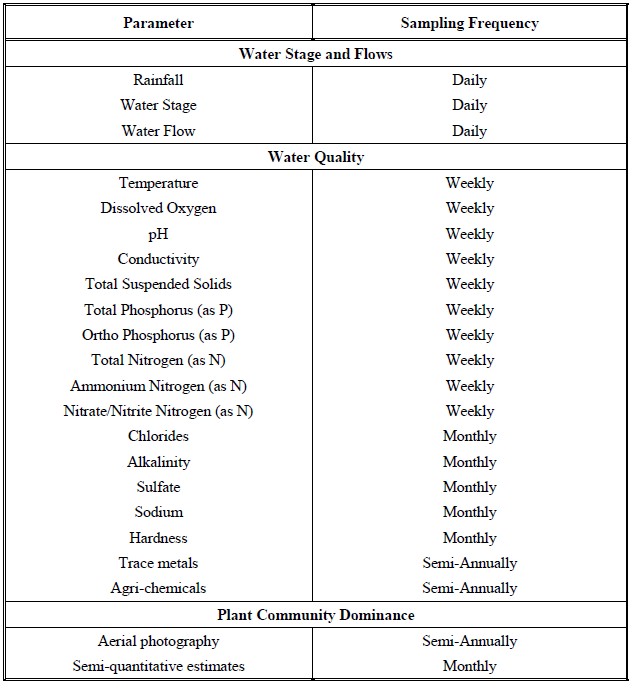 Parameter Sampling Frequency
Water Stage and Flows
Rainfall Daily
Water Stage Daily
Water Flow Daily
Water Quality
Temperature Weekly
Dissolved Oxygen Weekly
pH Weekly
Conductivity Weekly
Total Suspended Solids Weekly
Total Phosphorus (as P) Weekly
Ortho Phosphorus (as P) Weekly
Total Nitrogen (as N) Weekly
Ammonium Nitrogen (as N) Weekly
Nitrate/Nitrite Nitrogen (as N) Weekly
Chlorides Monthly
Alkalinity Monthly
Sulfate Monthly
Sodium Monthly
Hardness Monthly
Trace metals Semi-Annually
Agri-chemicals Semi-Annually
Plant Community Dominance
Aerial photography Semi-Annually
Semi-quantitative estimates Monthly